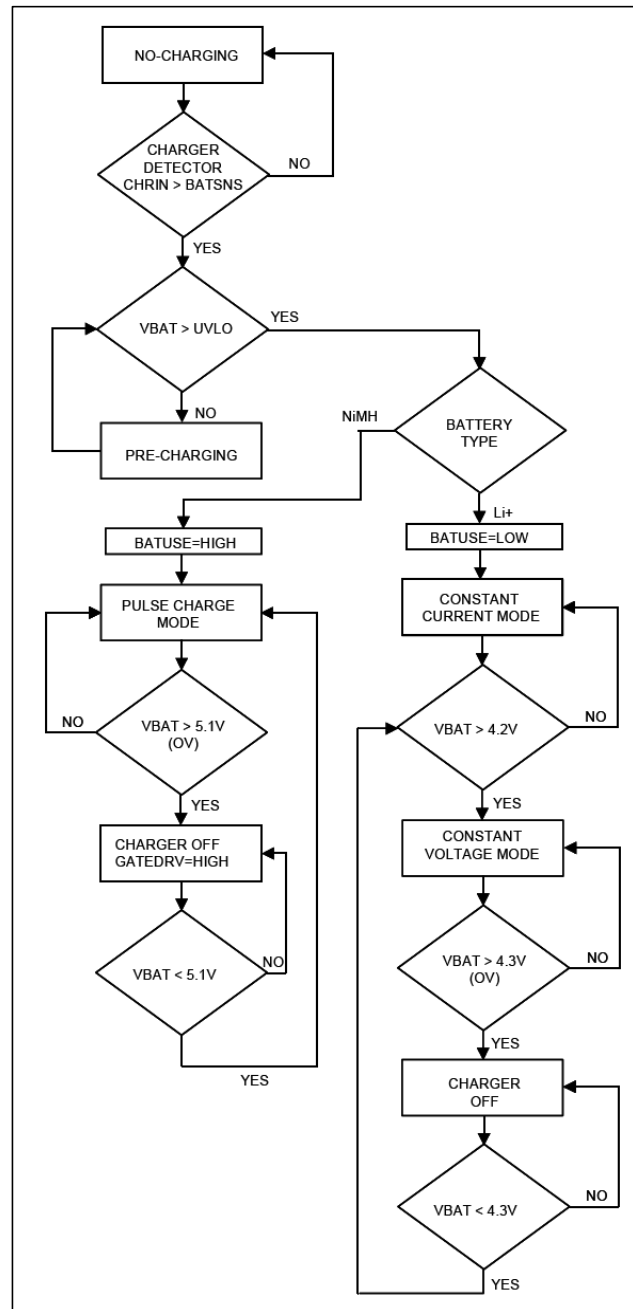 NO-CHARGING
CHARGER
DETECTOR
CHRIN > BATSNS
NO
YES
VBAT > UVLO
YES
NO
PRE-CHARGING
BATTERY
TYPE
NiMH
Li+
BATUSE=HIGH
PULSE CHARGE
MODE
VBAT > 5.1V
(OV)
NO
YES
CHARGER OFF
GATEDRV=HIGH
VBAT < 5.1V
NO
YES
BATUSE=LOW
CONSTANT
CURRENT MODE
VBAT > 4.2V
NO
YES
CONSTANT
VOLTAGE MODE
VBAT > 4.3V
(OV)
NO
YES
CHARGER
OFF
VBAT < 4.3V
NO
YES